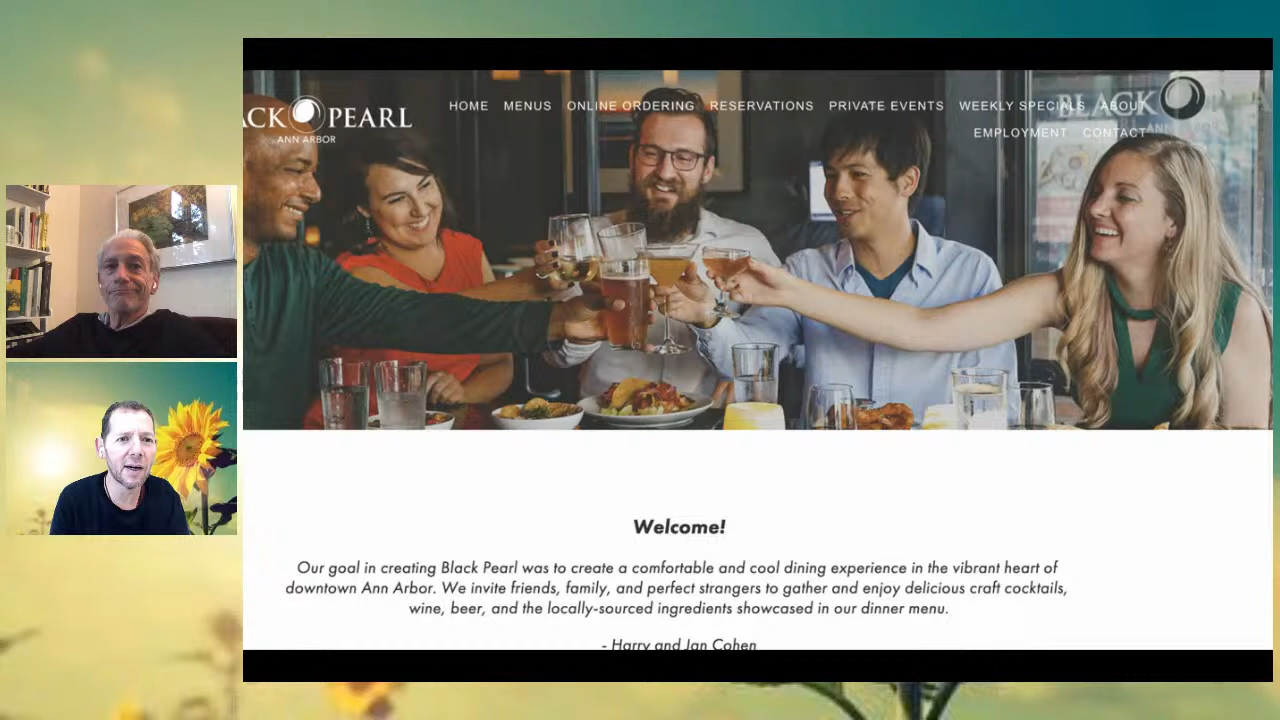 ACK PEARL
ANN ARBOR
HOME MENUS ONLINE ORDERING RESERVATIONS PRIVATE EVENTS WEEKLY SPECIALS ABOUT
EMPLOYMENT CONTACT
BLACK
Welcome!
Our goal in creating Black Pearl was to create a comfortable and cool dining experience in the vibrant heart of
downtown Ann Arbor. We invite friends, family, and perfect strangers to gather and enjoy delicious craft cocktails,
wine, beer, and the locally-sourced ingredients showcased in our dinner menu.
- Harry and Jan Cohen